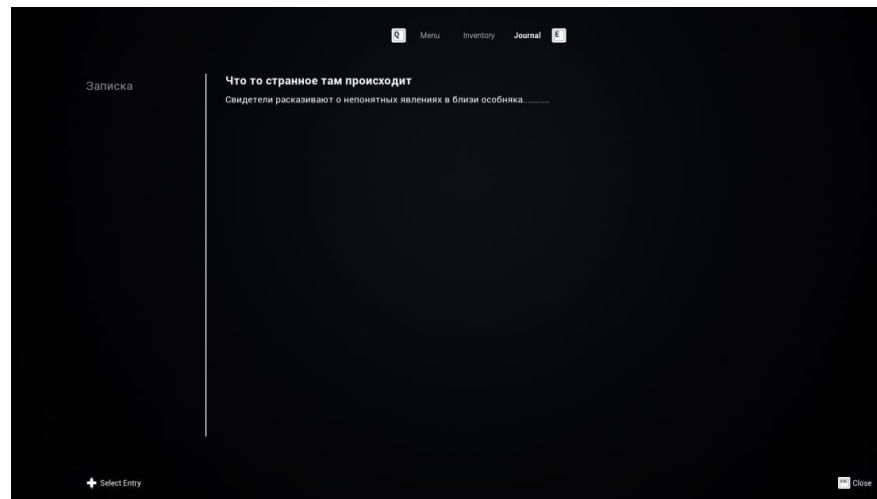 Q Menu Inventory Journal E
Записка
Что то странное там происходит
Свидетели расказивают о непонятных явлениях в близи особняка..........
Select Entry
Close